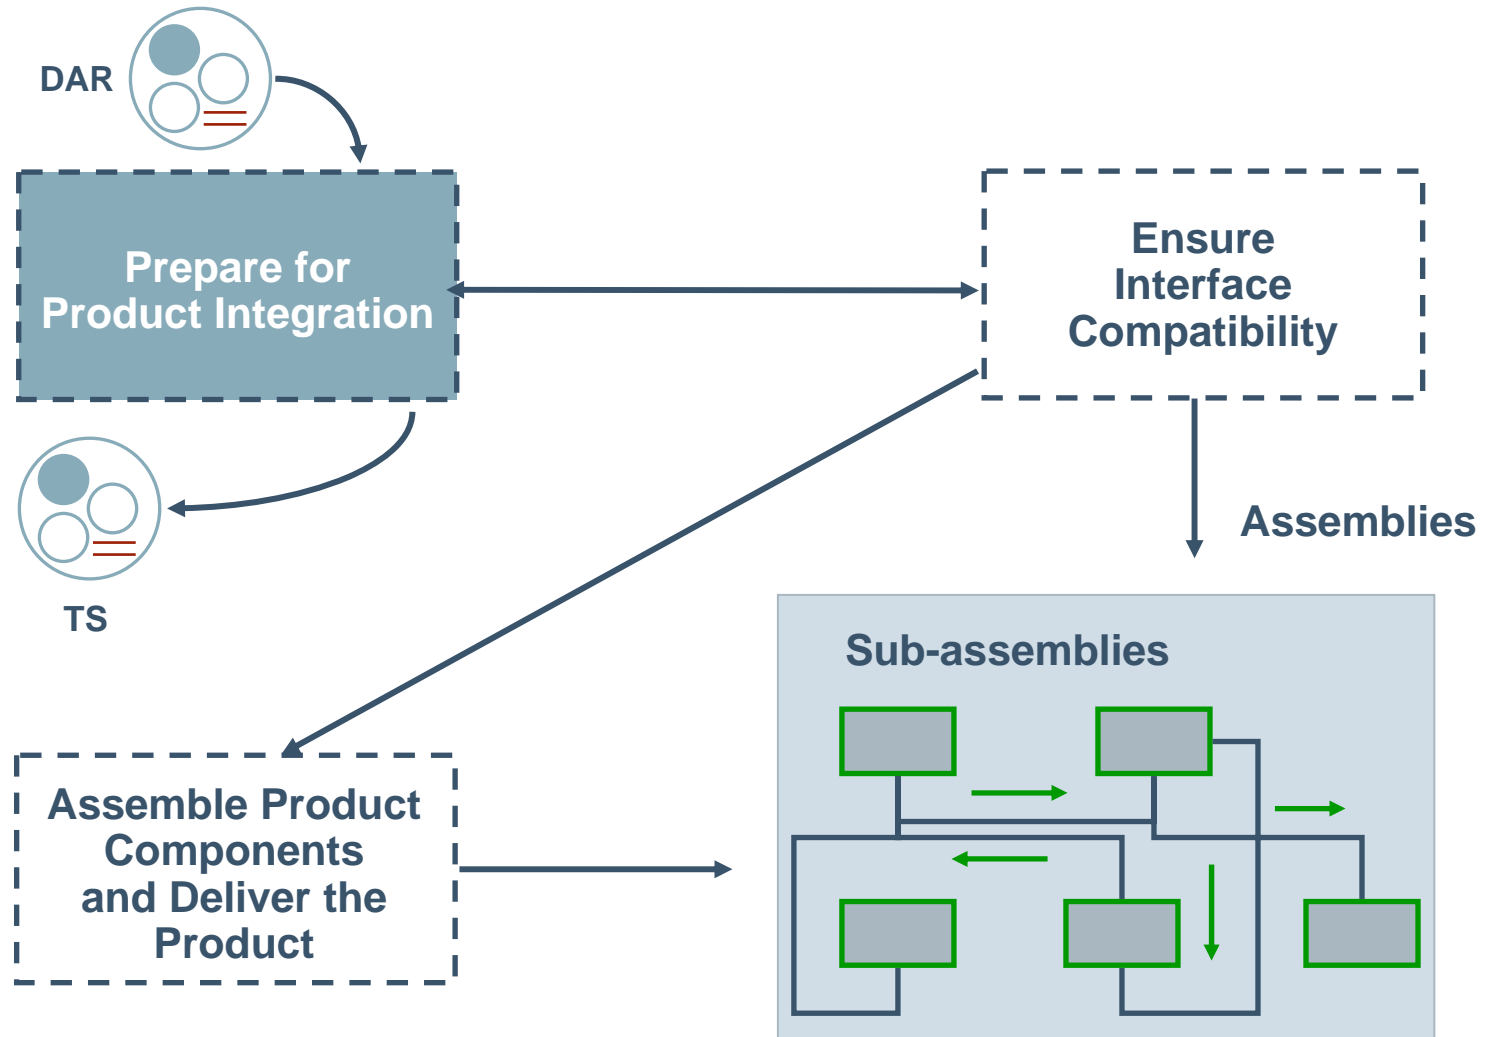 DAR
Prepare for
Product Integration
Ensure
Interface
Compatibility
TS
Assemblies
Sub-assemblies
Assemble Product
Components
and Deliver the
Product